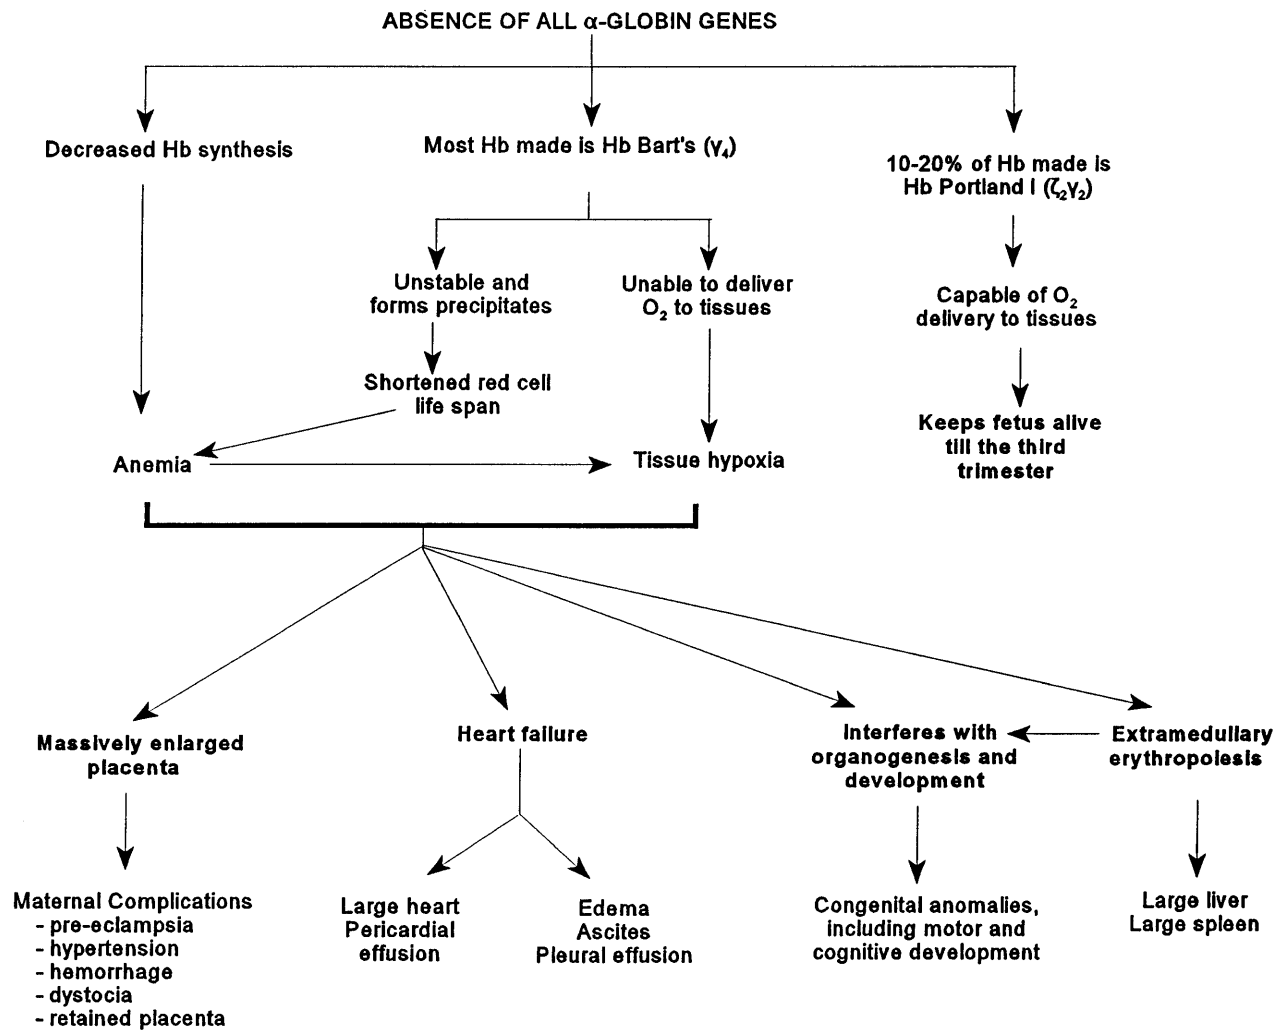 ABSENCE OF ALL α-GLOBIN GENES
Decreased Hb synthesis
Most Hb made is Hb Bart's (γ₄)
10-20% of Hb made is
Hb Portland I (ζ₂γ₂)
Unstable and
forms precipitates
Unable to deliver
O₂ to tissues
Capable of O₂
delivery to tissues
Shortened red cell
life span
Keeps fetus alive
till the third
trimester
Anemia
Tissue hypoxia
Massively enlarged
placenta
Heart failure
Interferes with
organogenesis and
development
Extramedullary
erythropoiesis
Maternal Complications
- pre-eclampsia
- hypertension
- hemorrhage
- dystocia
- retained placenta
Large heart
Pericardial
effusion
Edema
Ascites
Pleural effusion
Congenital anomalies,
including motor and
cognitive development
Large liver
Large spleen